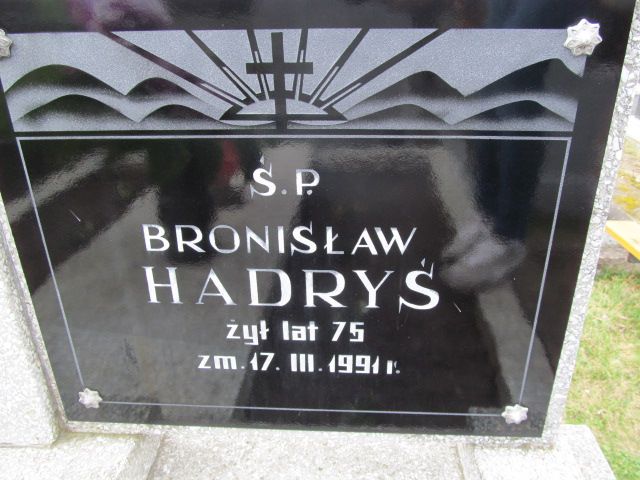 Ś.P.
BRONISŁAW
HADRYŚ
żył lat 75
zm. 17. III. 1991 r.